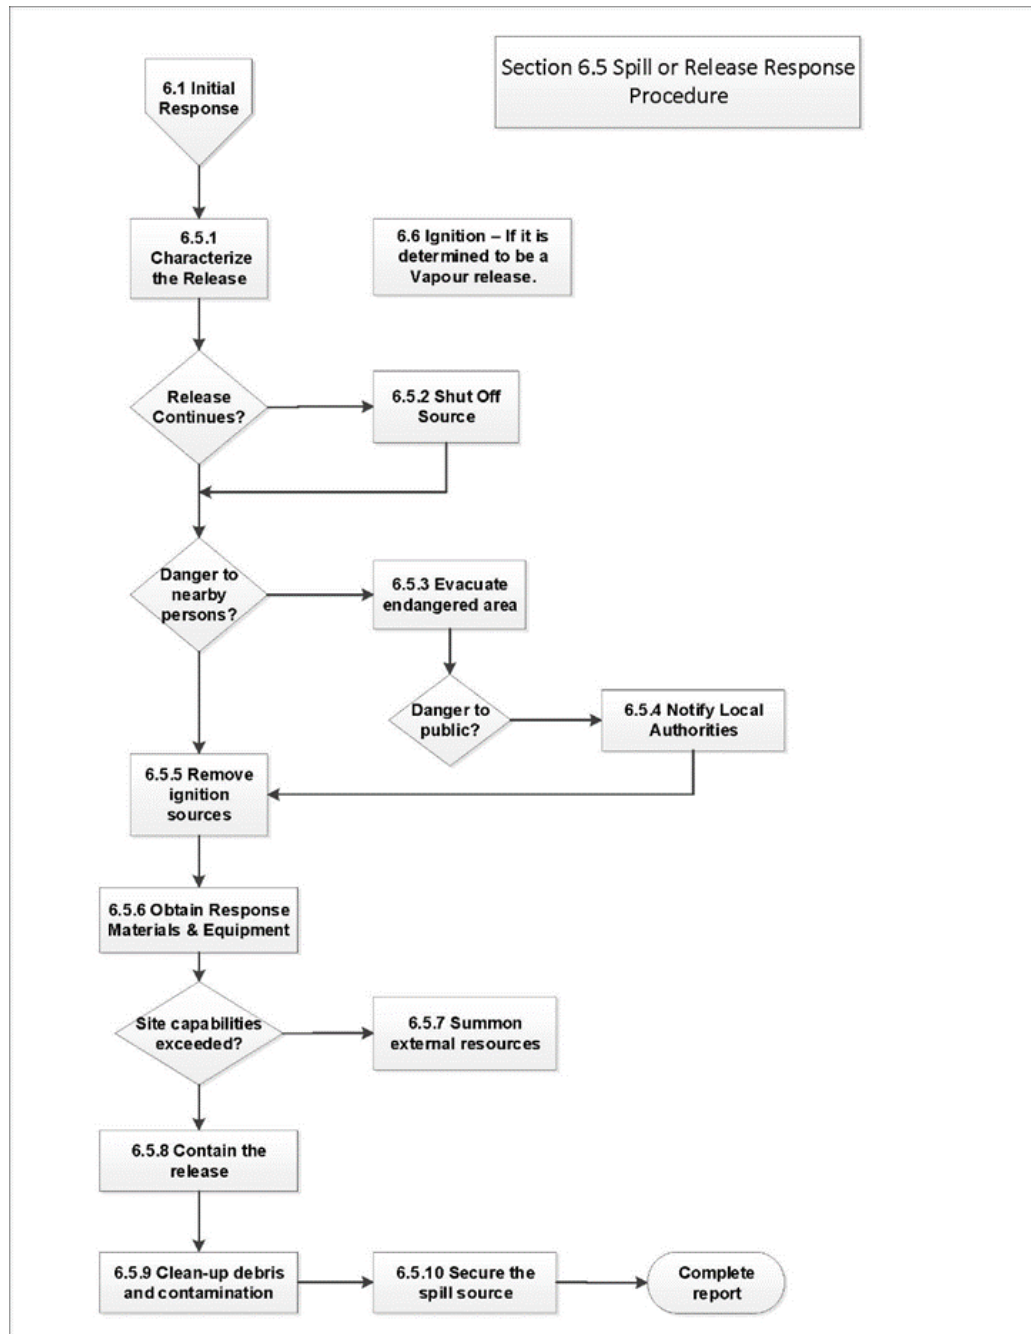 Section 6.5 Spill or Release Response
Procedure
6.1 Initial
Response
6.5.1
Characterize
the Release
6.6 Ignition – If it is
determined to be a
Vapour release.
Release
Continues?
6.5.2 Shut Off
Source
Danger to
nearby
persons?
6.5.3 Evacuate
endangered area
Danger to
public?
6.5.4 Notify Local
Authorities
6.5.5 Remove
ignition
sources
6.5.6 Obtain Response
Materials & Equipment
Site capabilities
exceeded?
6.5.7 Summon
external resources
6.5.8 Contain the
release
6.5.9 Clean-up debris
and contamination
6.5.10 Secure the
spill source
Complete
report